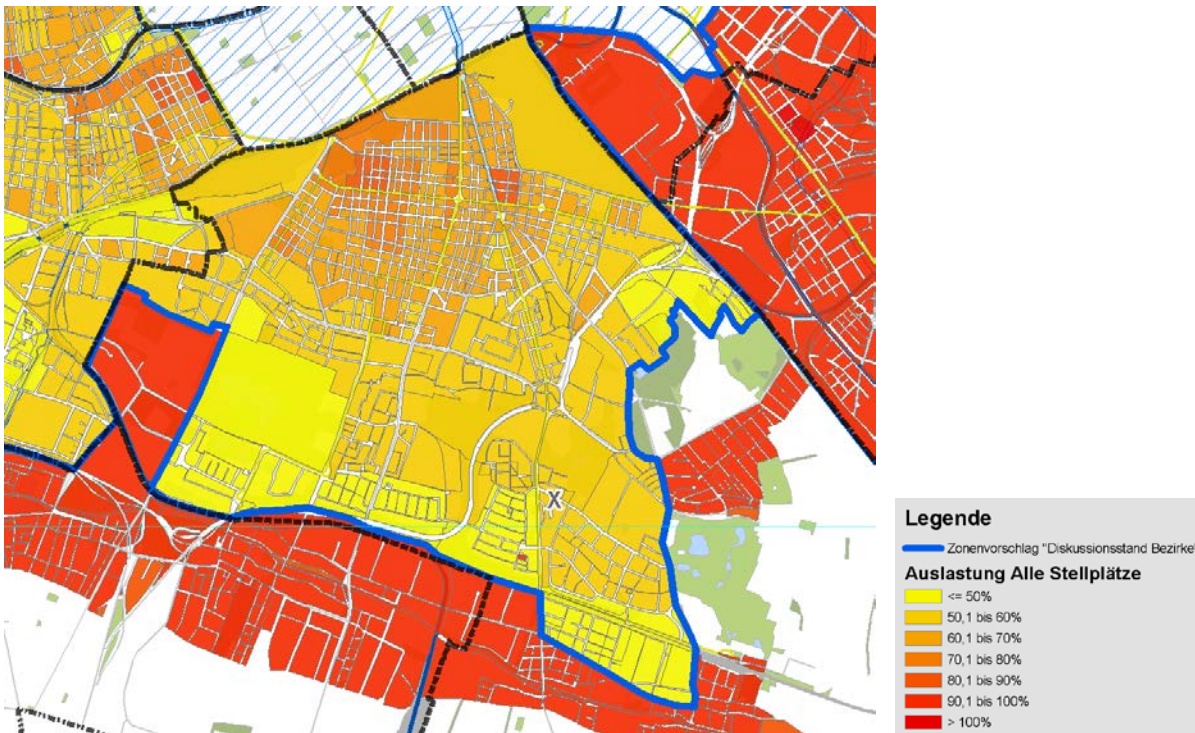 X
Legende
Zonenvorschlag "Diskussionsstand Bezirke"
Auslastung Alle Stellplätze
<= 50%
50,1 bis 60%
60,1 bis 70%
70,1 bis 80%
80,1 bis 90%
90,1 bis 100%
> 100%